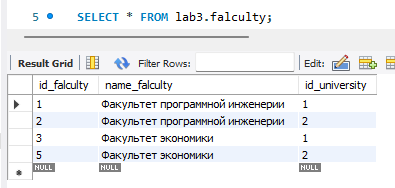 5 SELECT * FROM lab3.falculty;
Result Grid Filter Rows: Edit:
id_falculty name_falculty id_university
1 Факультет программной инженерии 1
2 Факультет программной инженерии 2
3 Факультет экономики 1
5 Факультет экономики 2
NULL NULL NULL